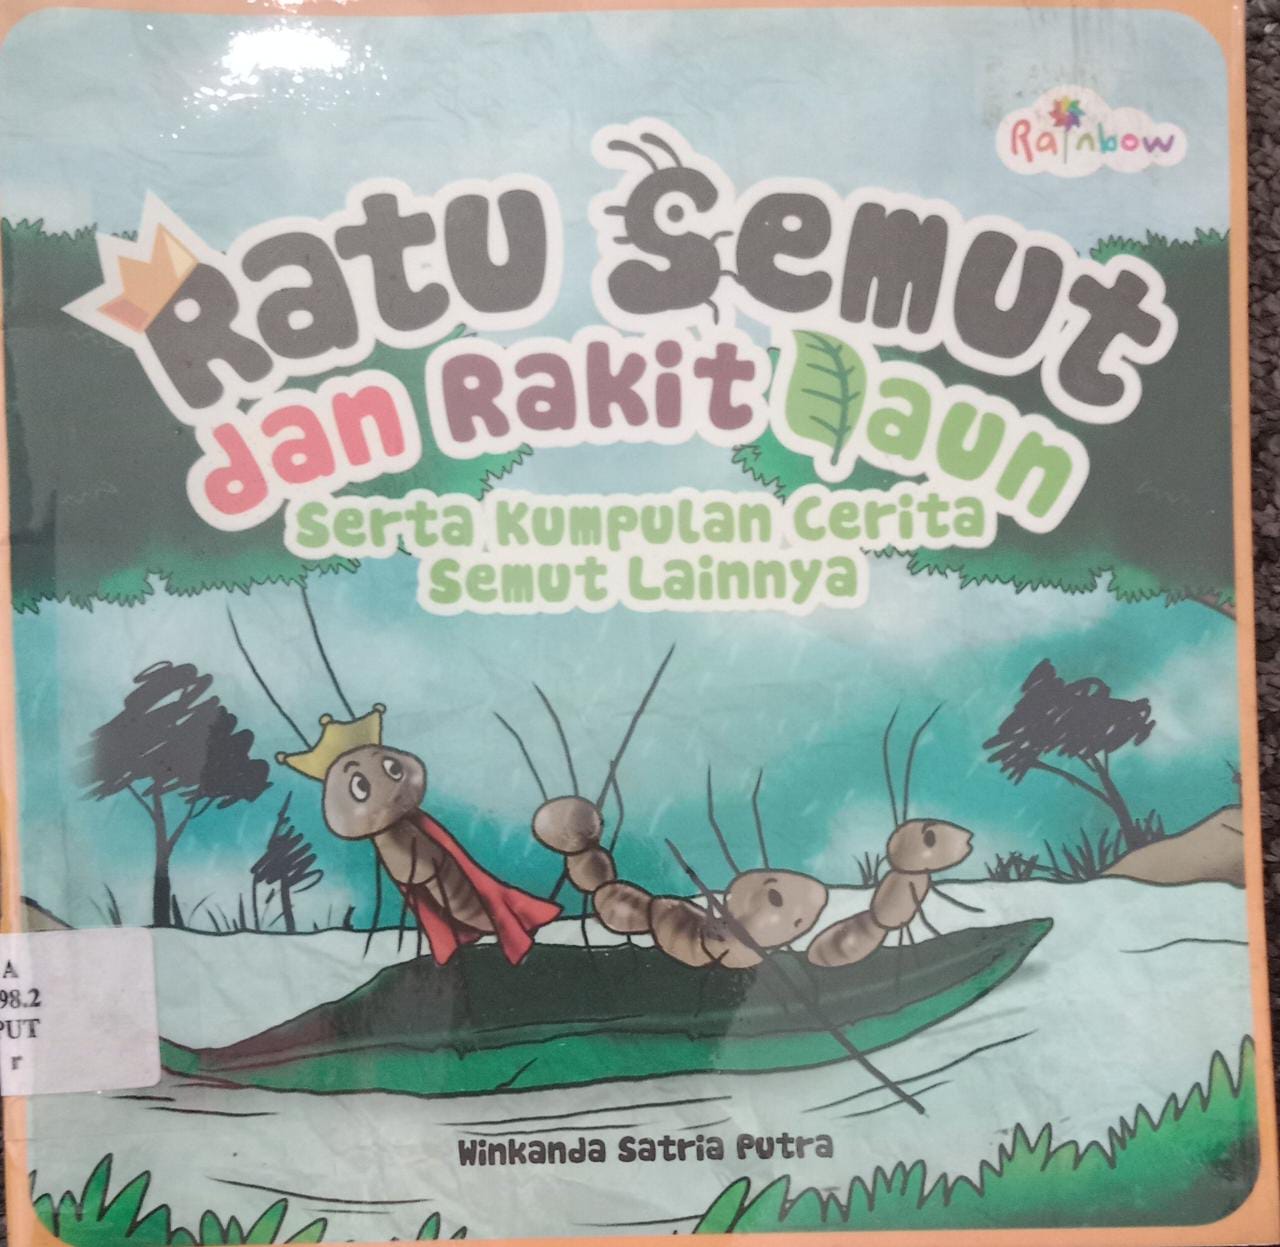 Rainbow
Ratu Semut
dan Rakit Daun
Serta Kumpulan Cerita
Semut Lainnya
A
98.2
PUT
r
Winkanda Satria Putra